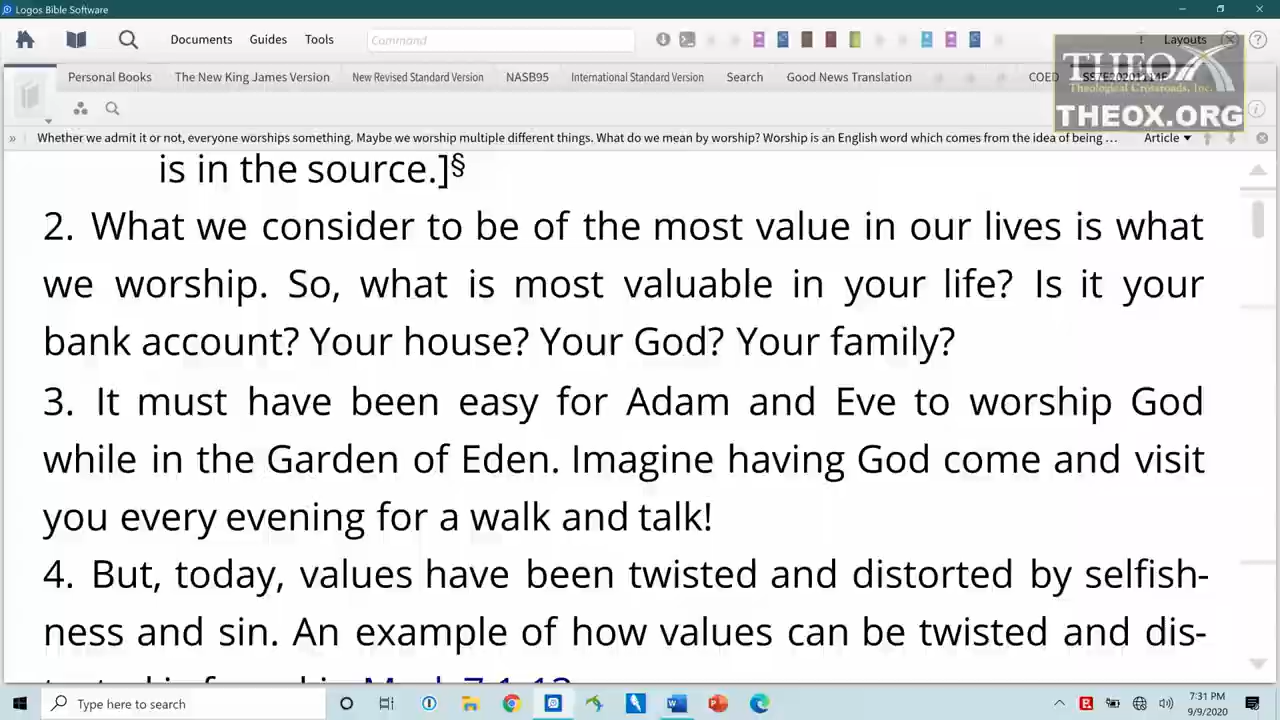 Logos Bible Software
Documents Guides Tools Command Layouts
THEOX
Theological Crossroads, Inc.
THEOX.ORG
Personal Books The New King James Version New Revised Standard Version NASB95 International Standard Version Search Good News Translation COED
Whether we admit it or not, everyone worships something. Maybe we worship multiple different things. What do we mean by worship? Worship is an English word which comes from the idea of being ... Article
is in the source.]§
2. What we consider to be of the most value in our lives is what
we worship. So, what is most valuable in your life? Is it your
bank account? Your house? Your God? Your family?
3. It must have been easy for Adam and Eve to worship God
while in the Garden of Eden. Imagine having God come and visit
you every evening for a walk and talk!
4. But, today, values have been twisted and distorted by selfish-
ness and sin. An example of how values can be twisted and dis-
Type here to search
7:31 PM
9/9/2020